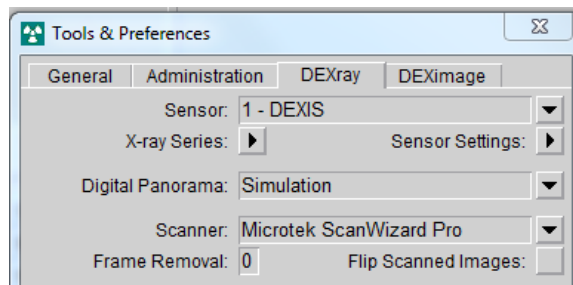 Tools & Preferences
General Administration DEXray DEXimage
Sensor: 1 - DEXIS
X-ray Series: Sensor Settings:
Digital Panorama: Simulation
Scanner: Microtek ScanWizard Pro
Frame Removal: 0 Flip Scanned Images: